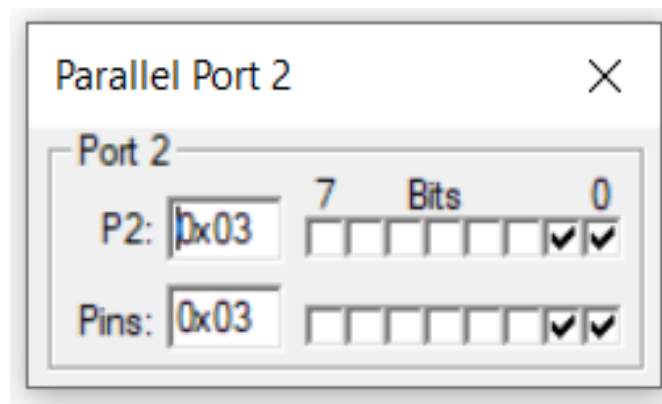 Parallel Port 2
Port 2
7 Bits 0
P2: 0x03
Pins: 0x03